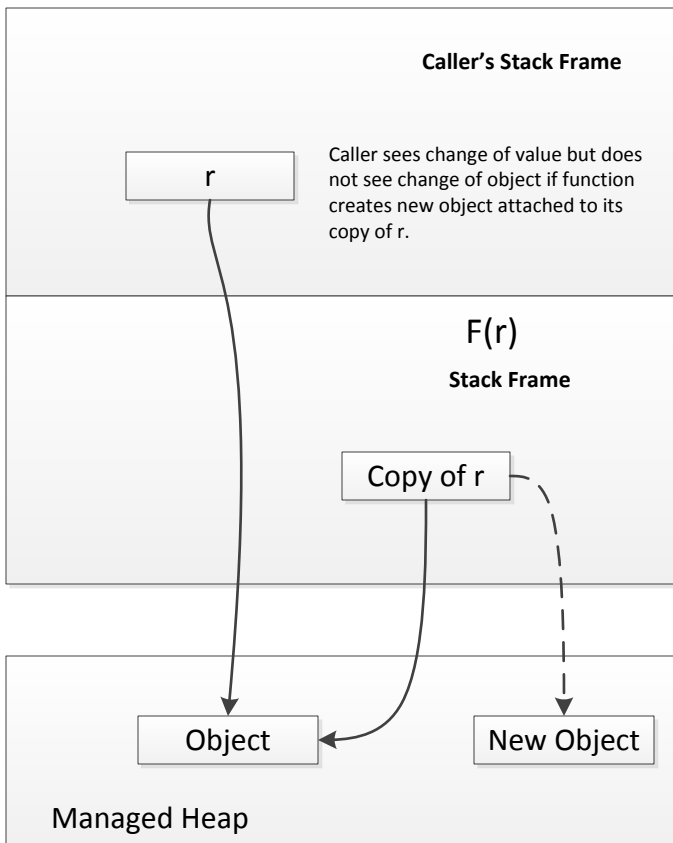 Caller's Stack Frame
r
Caller sees change of value but does
not see change of object if function
creates new object attached to its
copy of r.
F(r)
Stack Frame
Copy of r
Object
New Object
Managed Heap